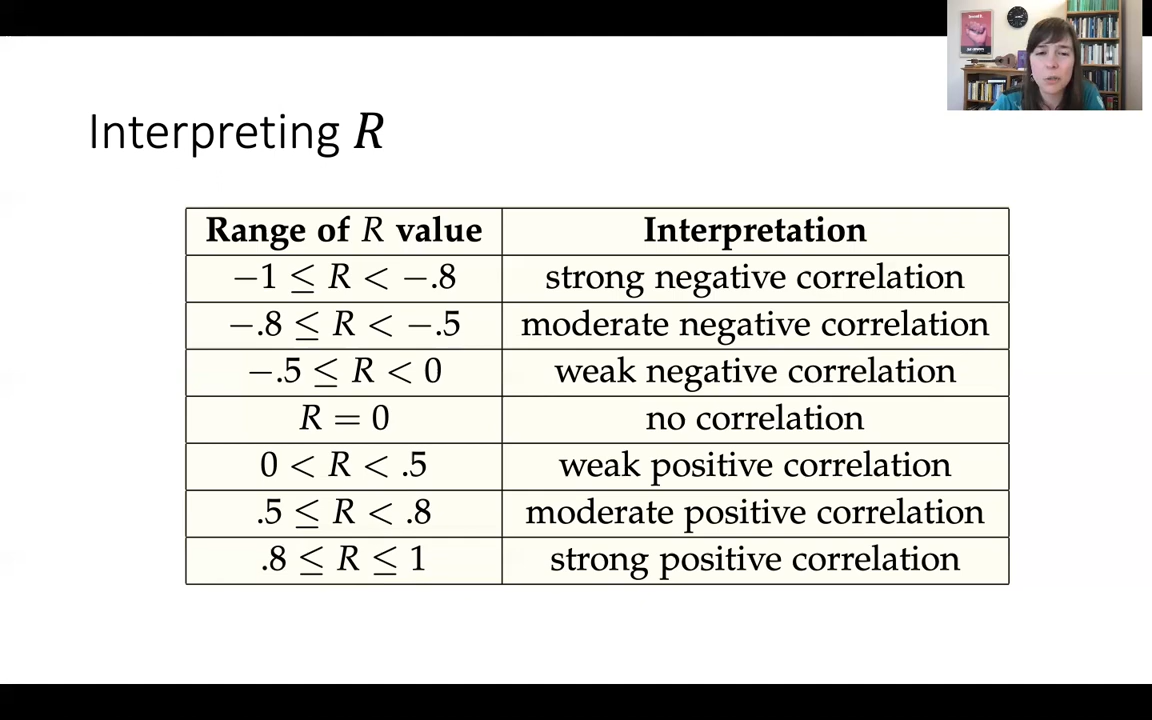 Interpreting R
Range of R value Interpretation
−1 ≤ R < −.8 strong negative correlation
−.8 ≤ R < −.5 moderate negative correlation
−.5 ≤ R < 0 weak negative correlation
R = 0 no correlation
0 < R < .5 weak positive correlation
.5 ≤ R < .8 moderate positive correlation
.8 ≤ R ≤ 1 strong positive correlation